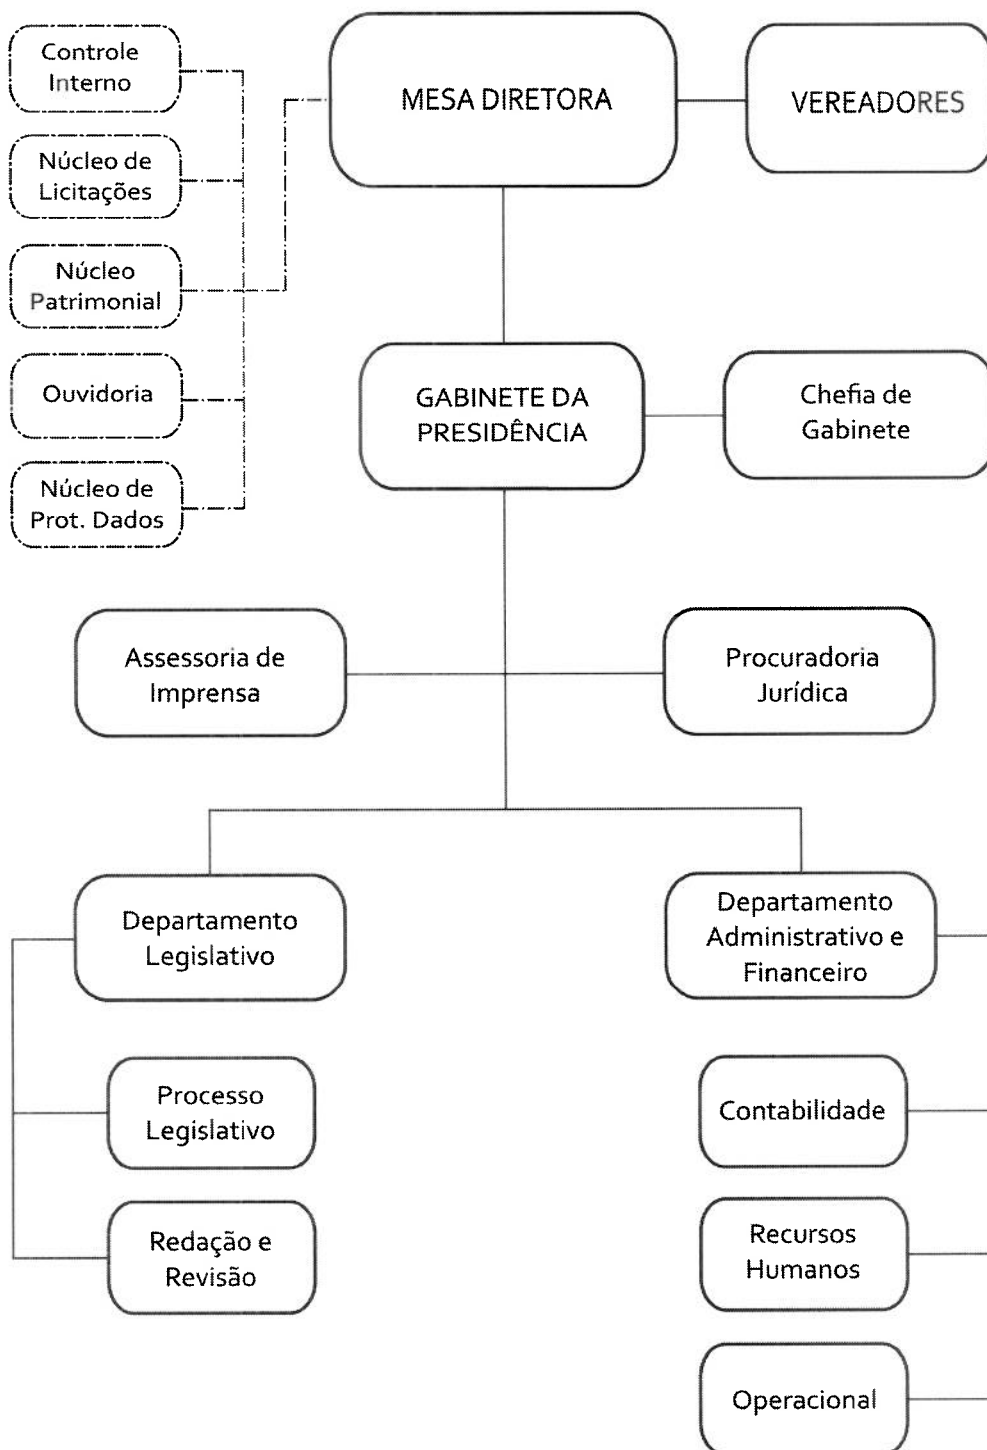 Controle
Interno
MESA DIRETORA
VEREADORES
Núcleo de
Licitações
Núcleo
Patrimonial
Ouvidoria
GABINETE DA
PRESIDÊNCIA
Chefia de
Gabinete
Núcleo de
Prot. Dados
Assessoria de
Imprensa
Procuradoria
Jurídica
Departamento
Legislativo
Departamento
Administrativo e
Financeiro
Processo
Legislativo
Contabilidade
Redação e
Revisão
Recursos
Humanos
Operacional